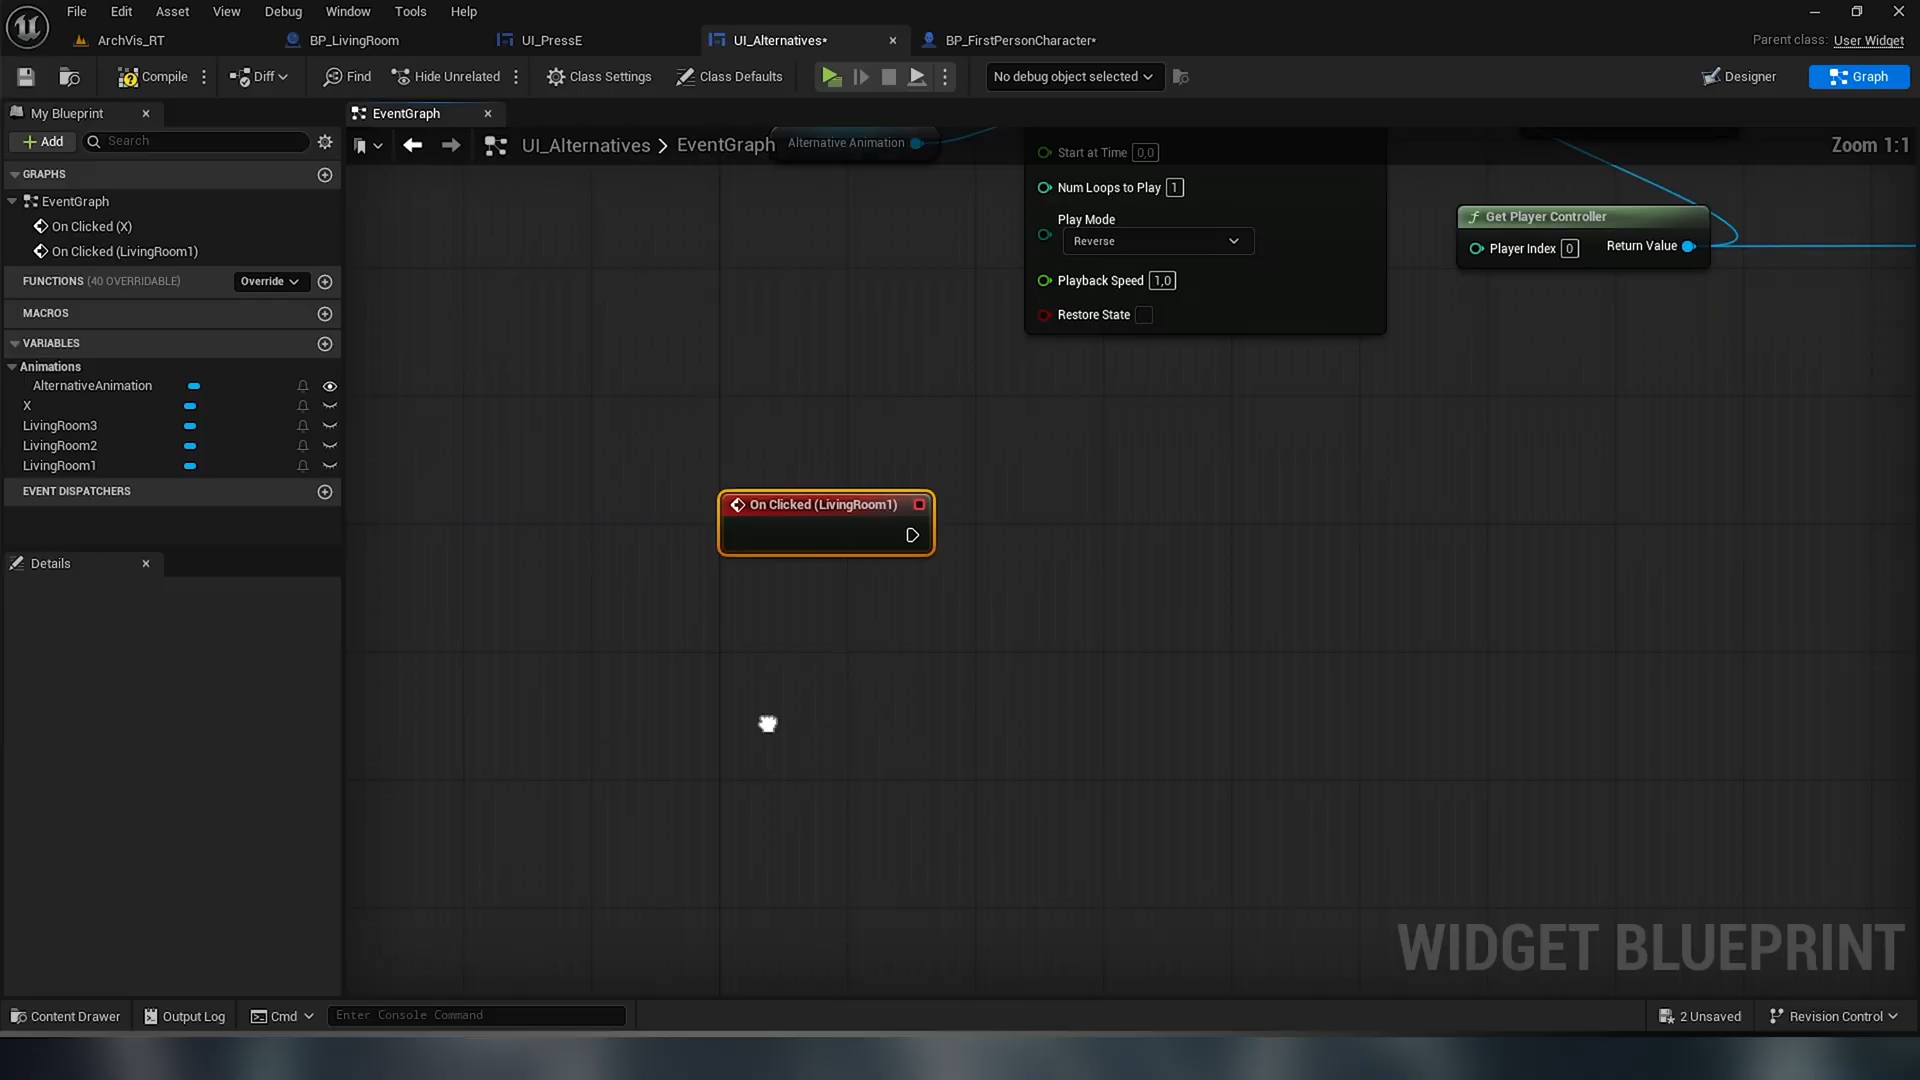 File Edit Asset View Debug Window Tools Help
ArchVis_RT BP_LivingRoom UI_PressE UI_Alternatives* BP_FirstPersonCharacter* Parent class: User Widget
Compile Diff Find Hide Unrelated Class Settings Class Defaults No debug object selected Designer Graph
My Blueprint EventGraph
Add Search
UI_Alternatives > EventGraph Zoom 1:1
Alternative Animation
Start at Time 0,0
Num Loops to Play 1
Play Mode
Reverse
Playback Speed 1,0
Restore State
Get Player Controller
Player Index 0 Return Value
GRAPHS
EventGraph
On Clicked (X)
On Clicked (LivingRoom1)
FUNCTIONS (40 OVERRIDABLE) Override
MACROS
VARIABLES
Animations
AlternativeAnimation
X
LivingRoom3
LivingRoom2
LivingRoom1
EVENT DISPATCHERS
On Clicked (LivingRoom1)
Details
WIDGET BLUEPRINT
Content Drawer Output Log Cmd Enter Console Command 2 Unsaved Revision Control